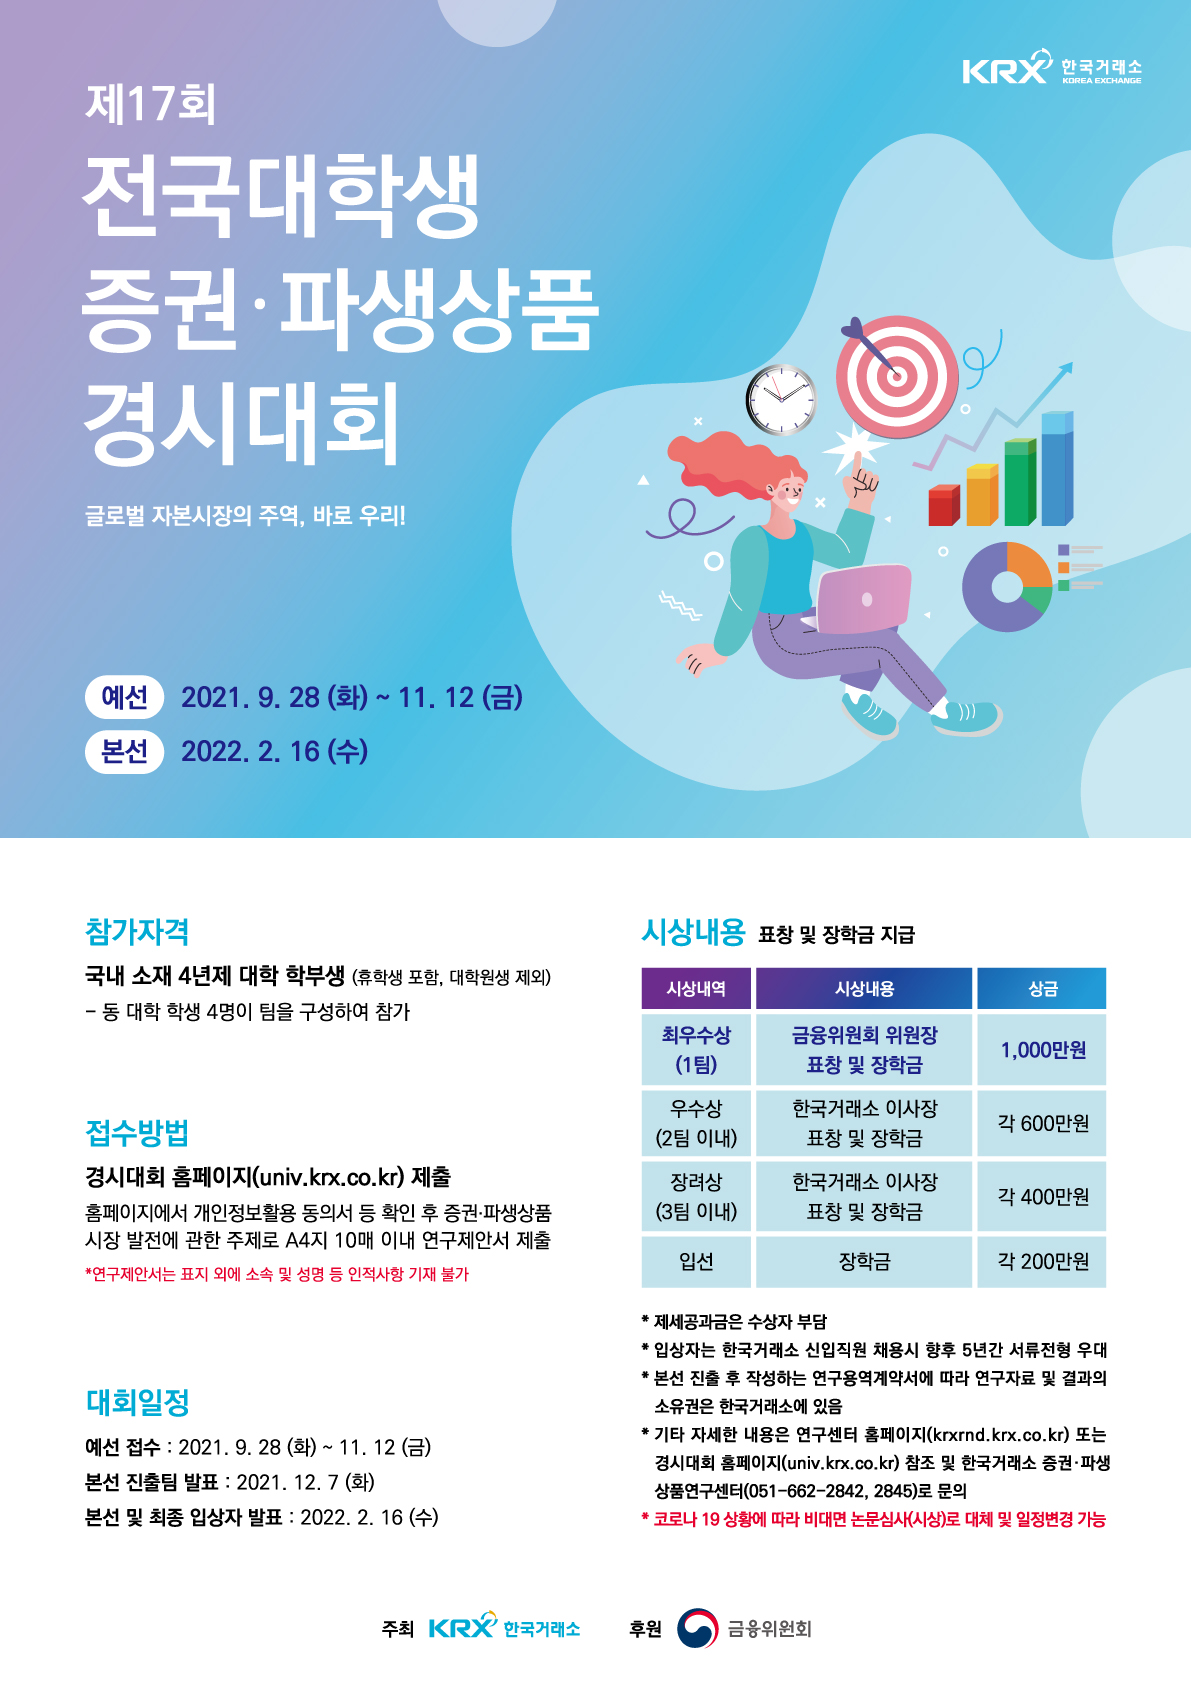 KRX 한국거래소
KOREA EXCHANGE
제17회
전국대학생
증권·파생상품
경시대회
글로벌 자본시장의 주역, 바로 우리!
예선 2021. 9. 28 (화) ~ 11. 12 (금)
본선 2022. 2. 16 (수)
참가자격
국내 소재 4년제 대학 학부생 (휴학생 포함, 대학원생 제외)
- 동 대학 학생 4명이 팀을 구성하여 참가
접수방법
경시대회 홈페이지(univ.krx.co.kr) 제출
홈페이지에서 개인정보활용 동의서 등 확인 후 증권·파생상품
시장 발전에 관한 주제로 A4지 10매 이내 연구제안서 제출
*연구제안서는 표지 외에 소속 및 성명 등 인적사항 기재 불가
대회일정
예선 접수 : 2021. 9. 28 (화) ~ 11. 12 (금)
본선 진출팀 발표 : 2021. 12. 7 (화)
본선 및 최종 입상자 발표 : 2022. 2. 16 (수)
시상내용 표창 및 장학금 지급
시상내역 시상내용 상금
최우수상 금융위원회 위원장
1,000만원
(1팀) 표창 및 장학금
우수상 한국거래소 이사장
각 600만원
(2팀 이내) 표창 및 장학금
장려상 한국거래소 이사장
각 400만원
(3팀 이내) 표창 및 장학금
입선 장학금 각 200만원
* 제세공과금은 수상자 부담
* 입상자는 한국거래소 신입직원 채용시 향후 5년간 서류전형 우대
* 본선 진출 후 작성하는 연구용역계약서에 따라 연구자료 및 결과의
소유권은 한국거래소에 있음
* 기타 자세한 내용은 연구센터 홈페이지(krxrnd.krx.co.kr) 또는
경시대회 홈페이지(univ.krx.co.kr) 참조 및 한국거래소 증권·파생
상품연구센터(051-662-2842, 2845)로 문의
* 코로나 19 상황에 따라 비대면 논문심사(시상)로 대체 및 일정변경 가능
주최 KRX 한국거래소 후원 금융위원회